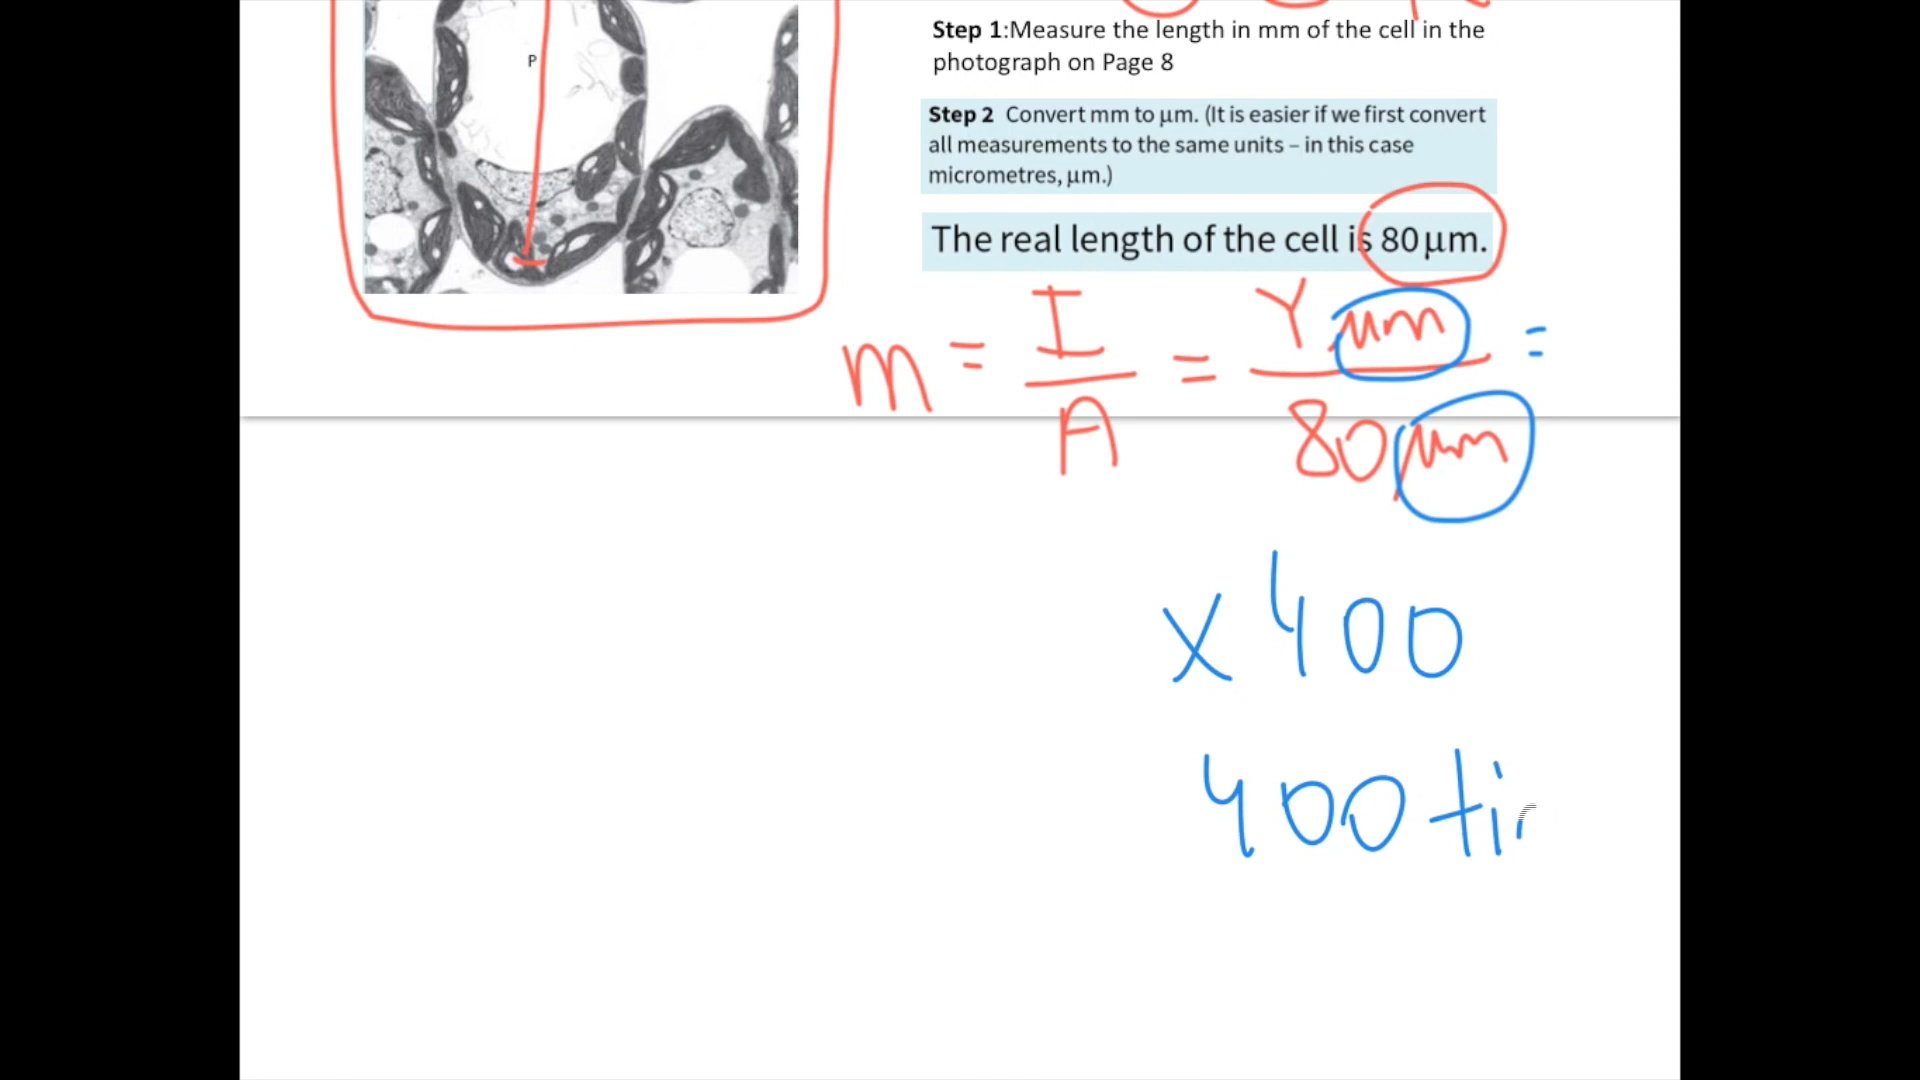 P
Step 1:Measure the length in mm of the cell in the
photograph on Page 8
Step 2 Convert mm to µm. (It is easier if we first convert
all measurements to the same units – in this case
micrometres, µm.)
The real length of the cell is 80 µm.
m = I / A = Y µm / 80 µm =
x 400
400 ti